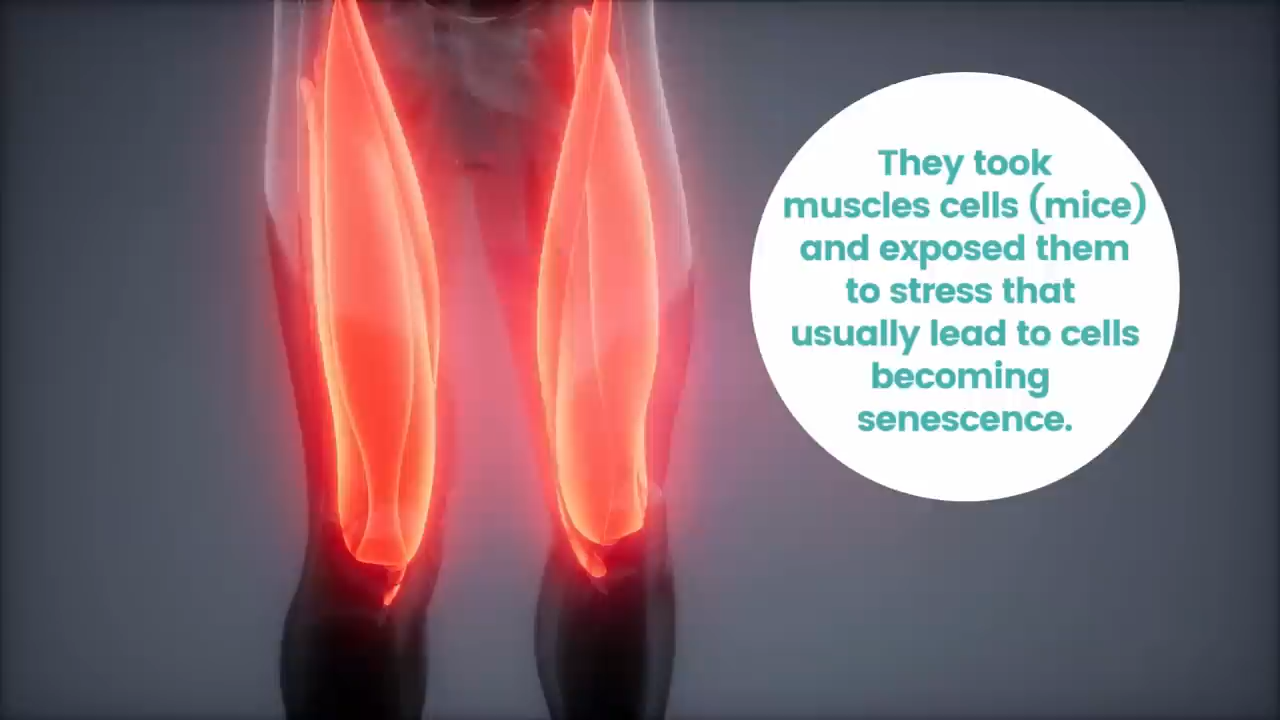 They took
muscles cells (mice)
and exposed them
to stress that
usually lead to cells
becoming
senescence.